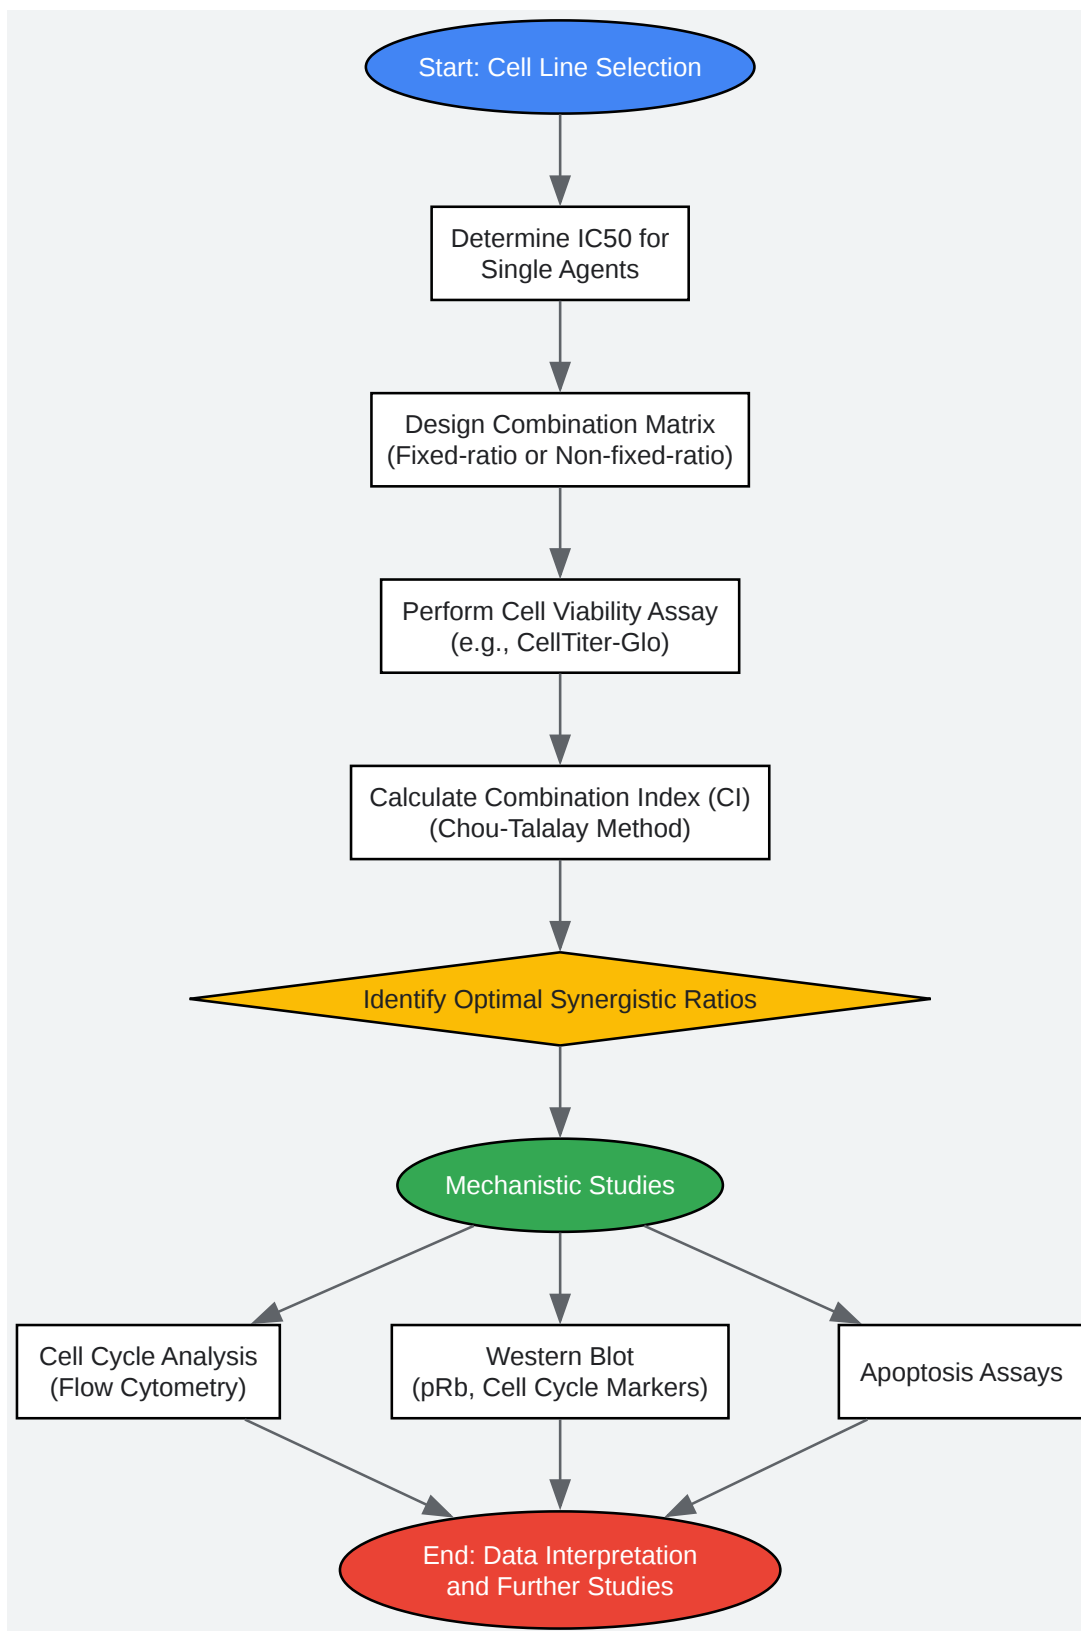 Start: Cell Line Selection
Determine IC50 for
Single Agents
Design Combination Matrix
(Fixed-ratio or Non-fixed-ratio)
Perform Cell Viability Assay
(e.g., CellTiter-Glo)
Calculate Combination Index (CI)
(Chou-Talalay Method)
Identify Optimal Synergistic Ratios
Mechanistic Studies
Cell Cycle Analysis
(Flow Cytometry)
Western Blot
(pRb, Cell Cycle Markers)
Apoptosis Assays
End: Data Interpretation
and Further Studies